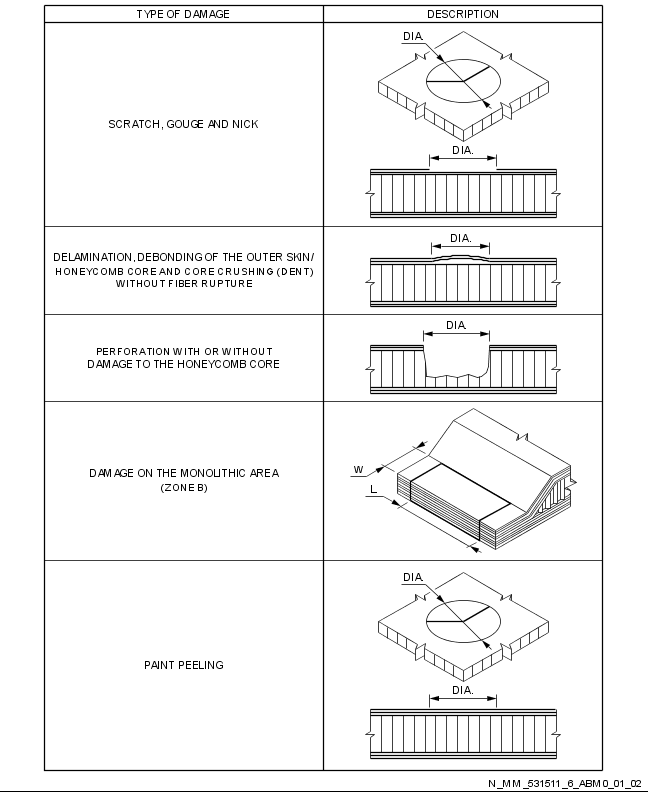 TYPE OF DAMAGE
DESCRIPTION
SCRATCH, GOUGE AND NICK
DIA.
DIA.
DELAMINATION, DEBONDING OF THE OUTER SKIN/
HONEYCOMB CORE AND CORE CRUSHING (DENT)
WITHOUT FIBER RUPTURE
DIA.
PERFORATION WITH OR WITHOUT
DAMAGE TO THE HONEYCOMB CORE
DIA.
DAMAGE ON THE MONOLITHIC AREA
(ZONE B)
W
L
PAINT PEELING
DIA.
DIA.
N_MM_531511_6_ABM0_01_02